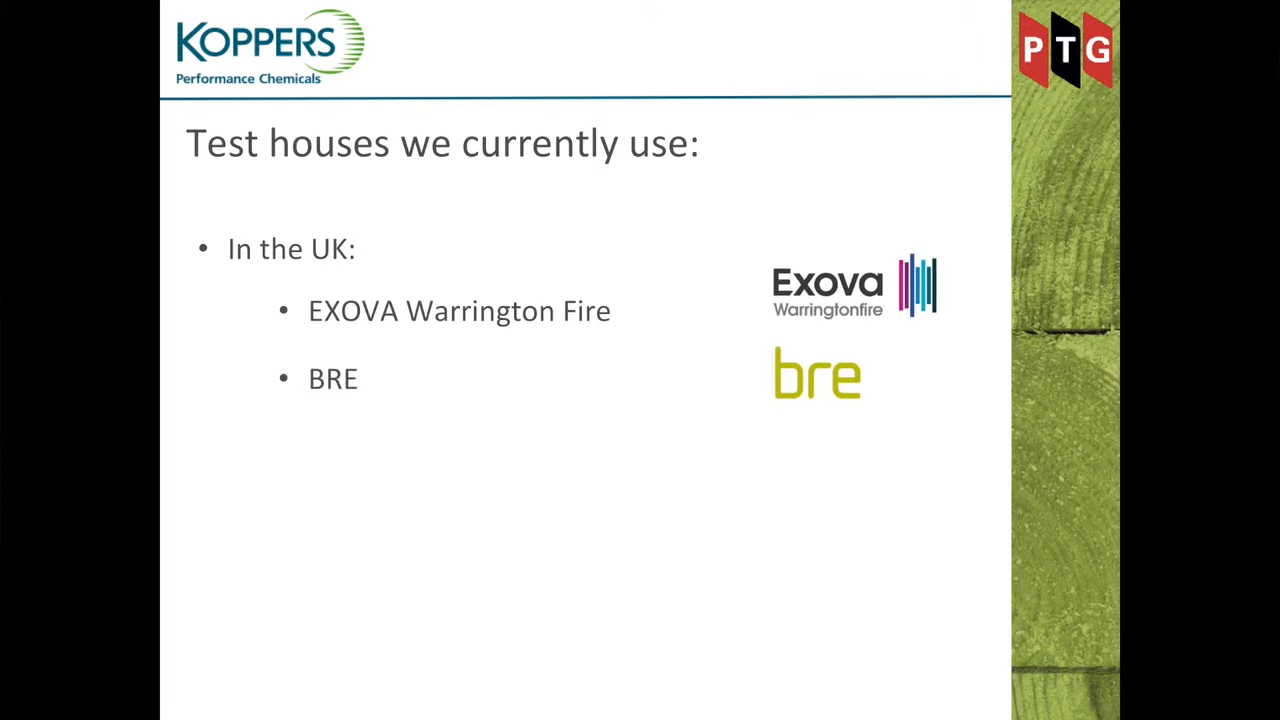 KOPPERS
Performance Chemicals
PTG
Test houses we currently use:
• In the UK:
• EXOVA Warrington Fire
Exova
Warringtonfire
• BRE
bre